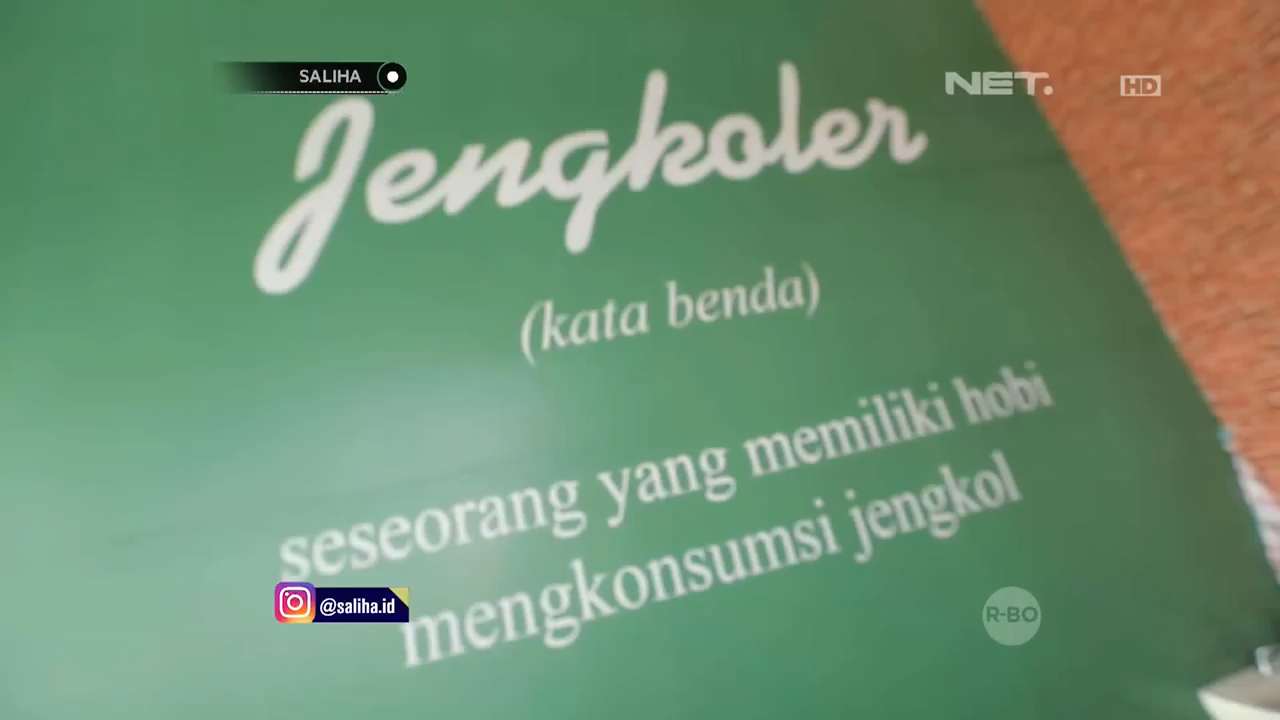 SALIHA
NET.
HD
Jengkoler
(kata benda)
seseorang yang memiliki hobi
mengkonsumsi jengkol
@saliha.id
R-BO